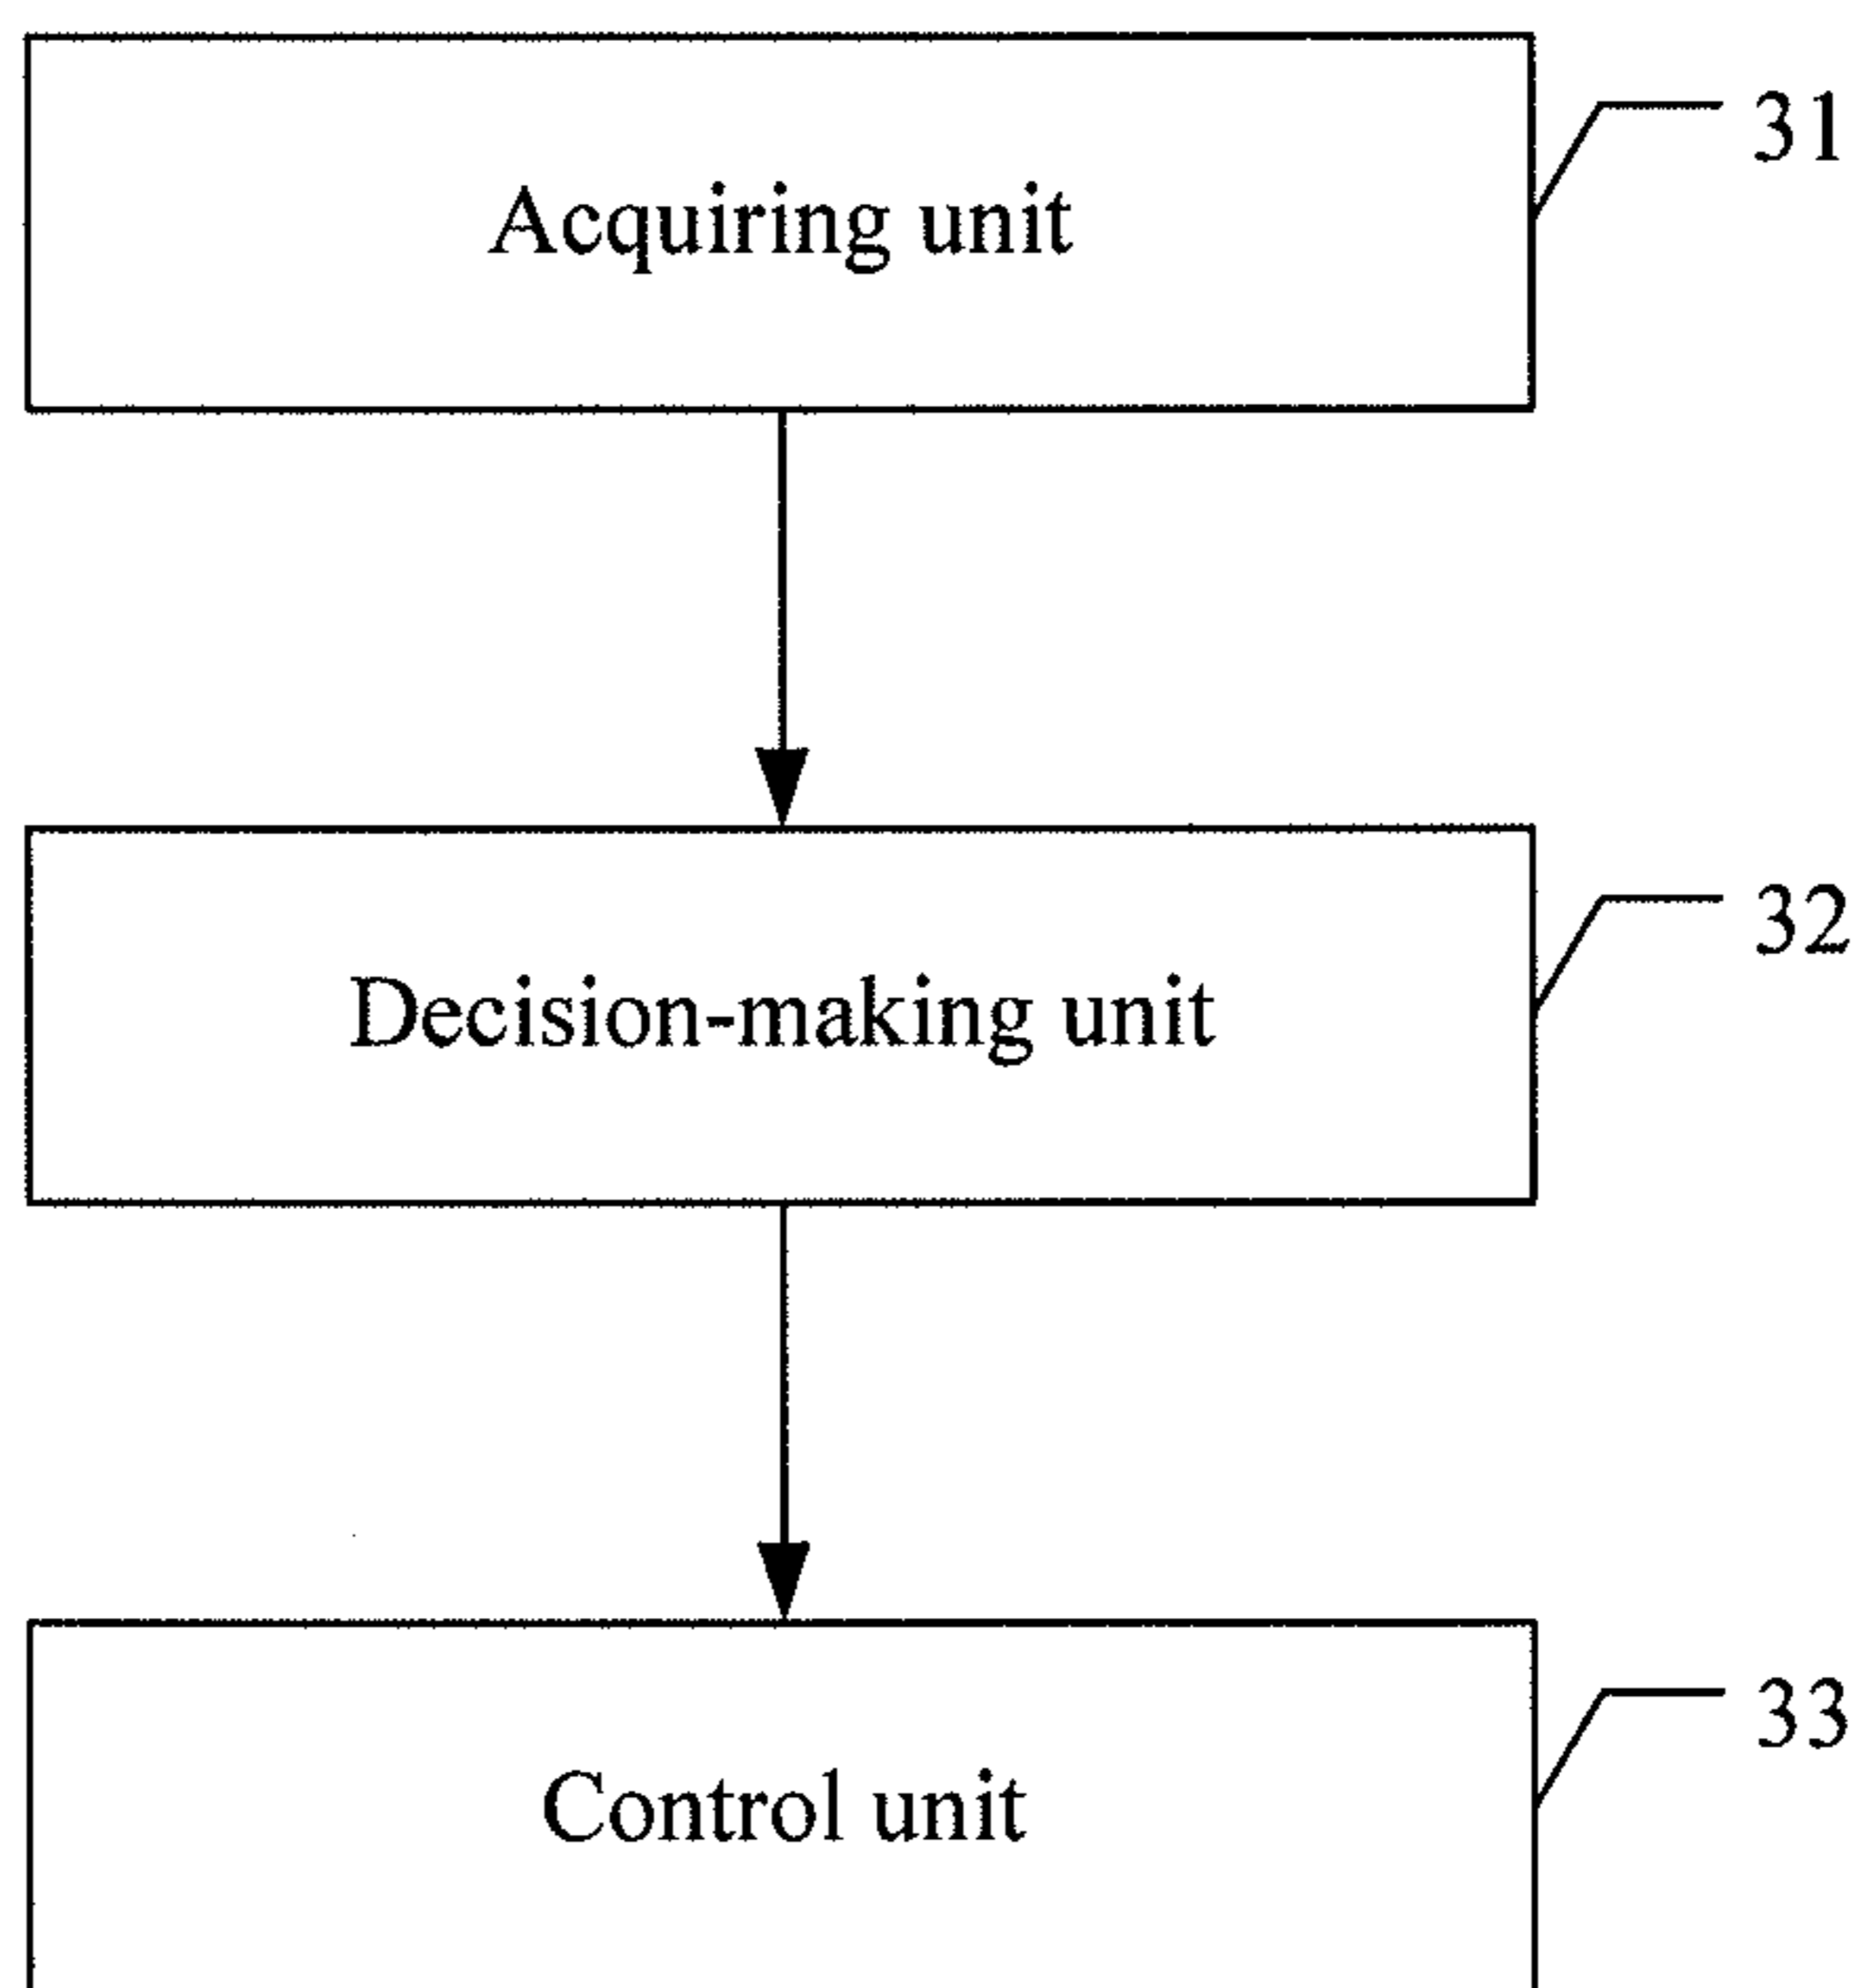 Acquiring unit
31
Decision-making unit
32
Control unit
33